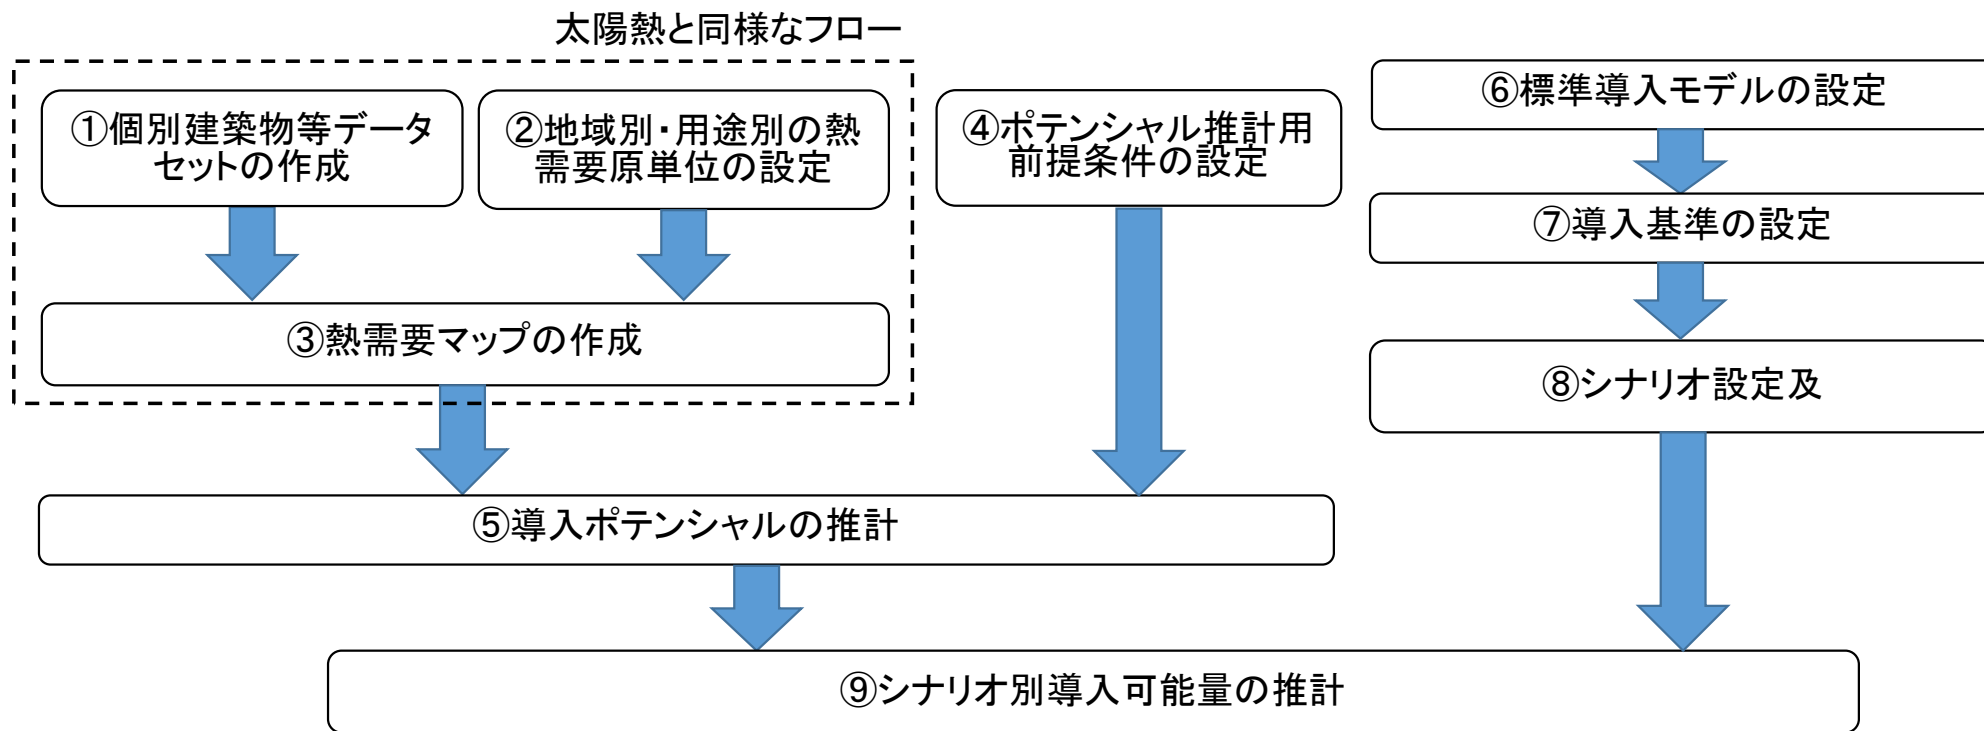 太陽熱と同様なフロー
①個別建築物等データ
セットの作成
②地域別・用途別の熱
需要原単位の設定
③熱需要マップの作成
④ポテンシャル推計用
前提条件の設定
⑤導入ポテンシャルの推計
⑥標準導入モデルの設定
⑦導入基準の設定
⑧シナリオ設定及
⑨シナリオ別導入可能量の推計